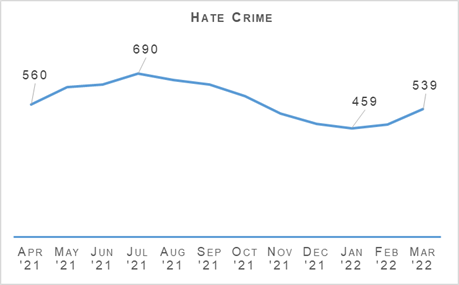 HATE CRIME
690
560
459
539
APR MAY JUN JUL AUG SEP OCT NOV DEC JAN FEB MAR
'21 '21 '21 '21 '21 '21 '21 '21 '21 '22 '22 '22